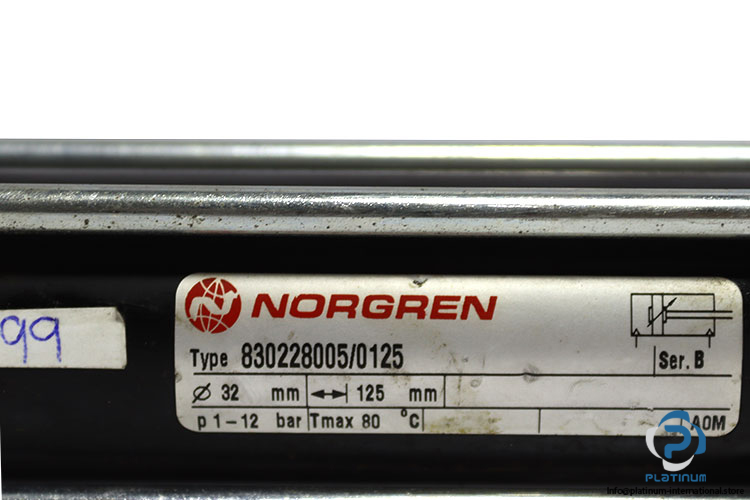 NORGREN
Type 830228005/0125
Ser. B
Ø 32 mm 125 mm
p 1-12 bar Tmax 80 °C AOM
99
PLATINUM
info@platinum-international.store